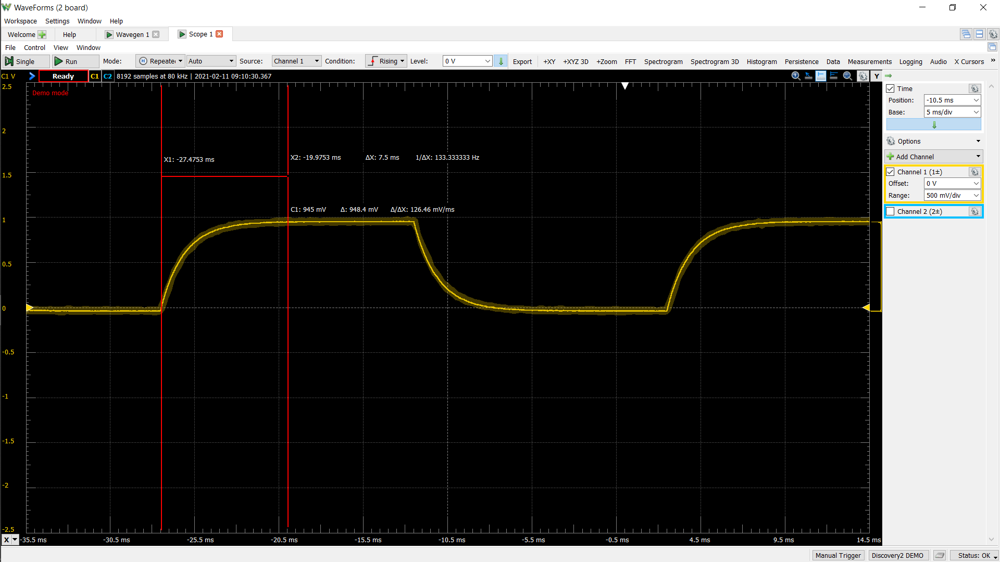 WaveForms (2 board)
Workspace Settings Window Help
Welcome Help Wavegen 1 Scope 1
File Control View Window
Single Run Mode: Repeate Auto Source: Channel 1 Condition: Rising Level: 0 V Export +XY +XYZ 3D +Zoom FFT Spectrogram Spectrogram 3D Histogram Persistence Data Measurements Logging Audio X Cursors »
C1 V Ready C1 C2 8192 samples at 80 kHz | 2021-02-11 09:10:30.367 Y
2.5
Demo mode
Time
Position: -10.5 ms
Base: 5 ms/div
2
Options
Add Channel
X1: -27.4753 ms X2: -19.9753 ms ΔX: 7.5 ms 1/ΔX: 133.333333 Hz
1.5
Channel 1 (1±)
Offset: 0 V
Range: 500 mV/div
C1: 945 mV Δ: 948.4 mV Δ/ΔX: 126.46 mV/ms
Channel 2 (2±)
1
0.5
0
-0.5
-1
-1.5
-2
-2.5
X -35.5 ms -30.5 ms -25.5 ms -20.5 ms -15.5 ms -10.5 ms -5.5 ms -0.5 ms 4.5 ms 9.5 ms 14.5 ms
Manual Trigger Discovery2 DEMO Status: OK